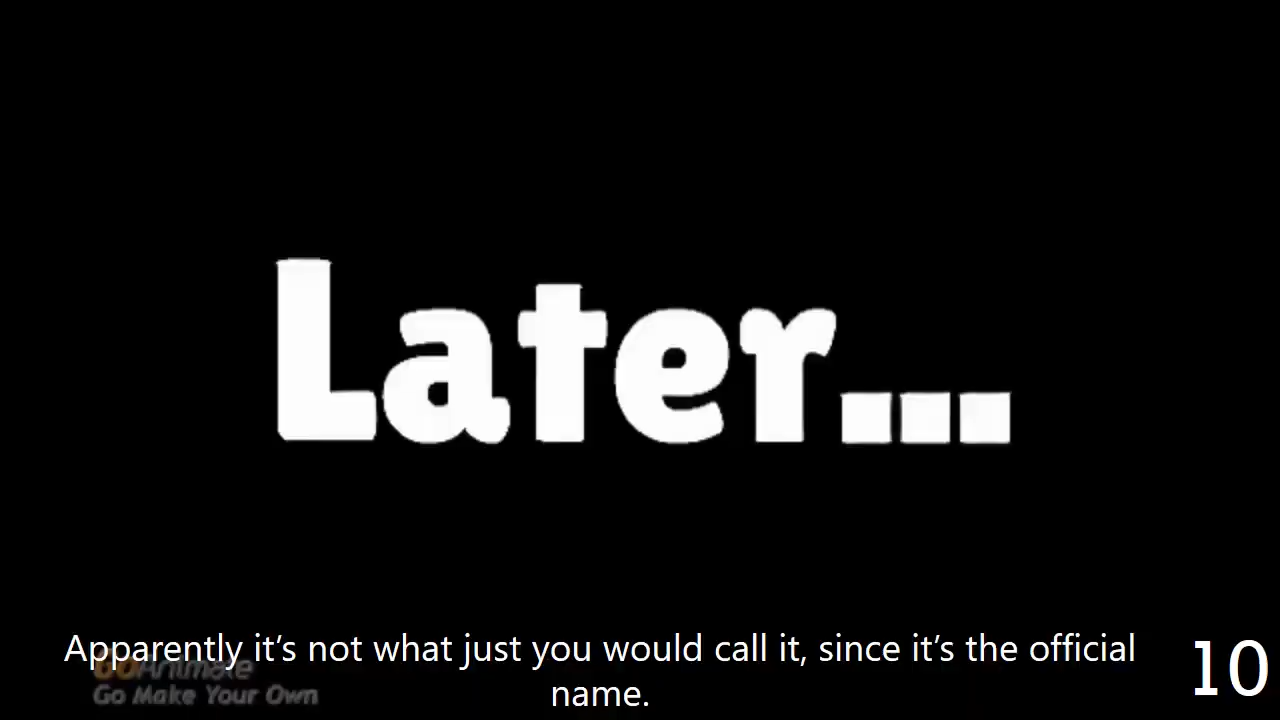 Later...
Apparently it’s not what just you would call it, since it’s the official
name.
10
GoAnimate
Go Make Your Own